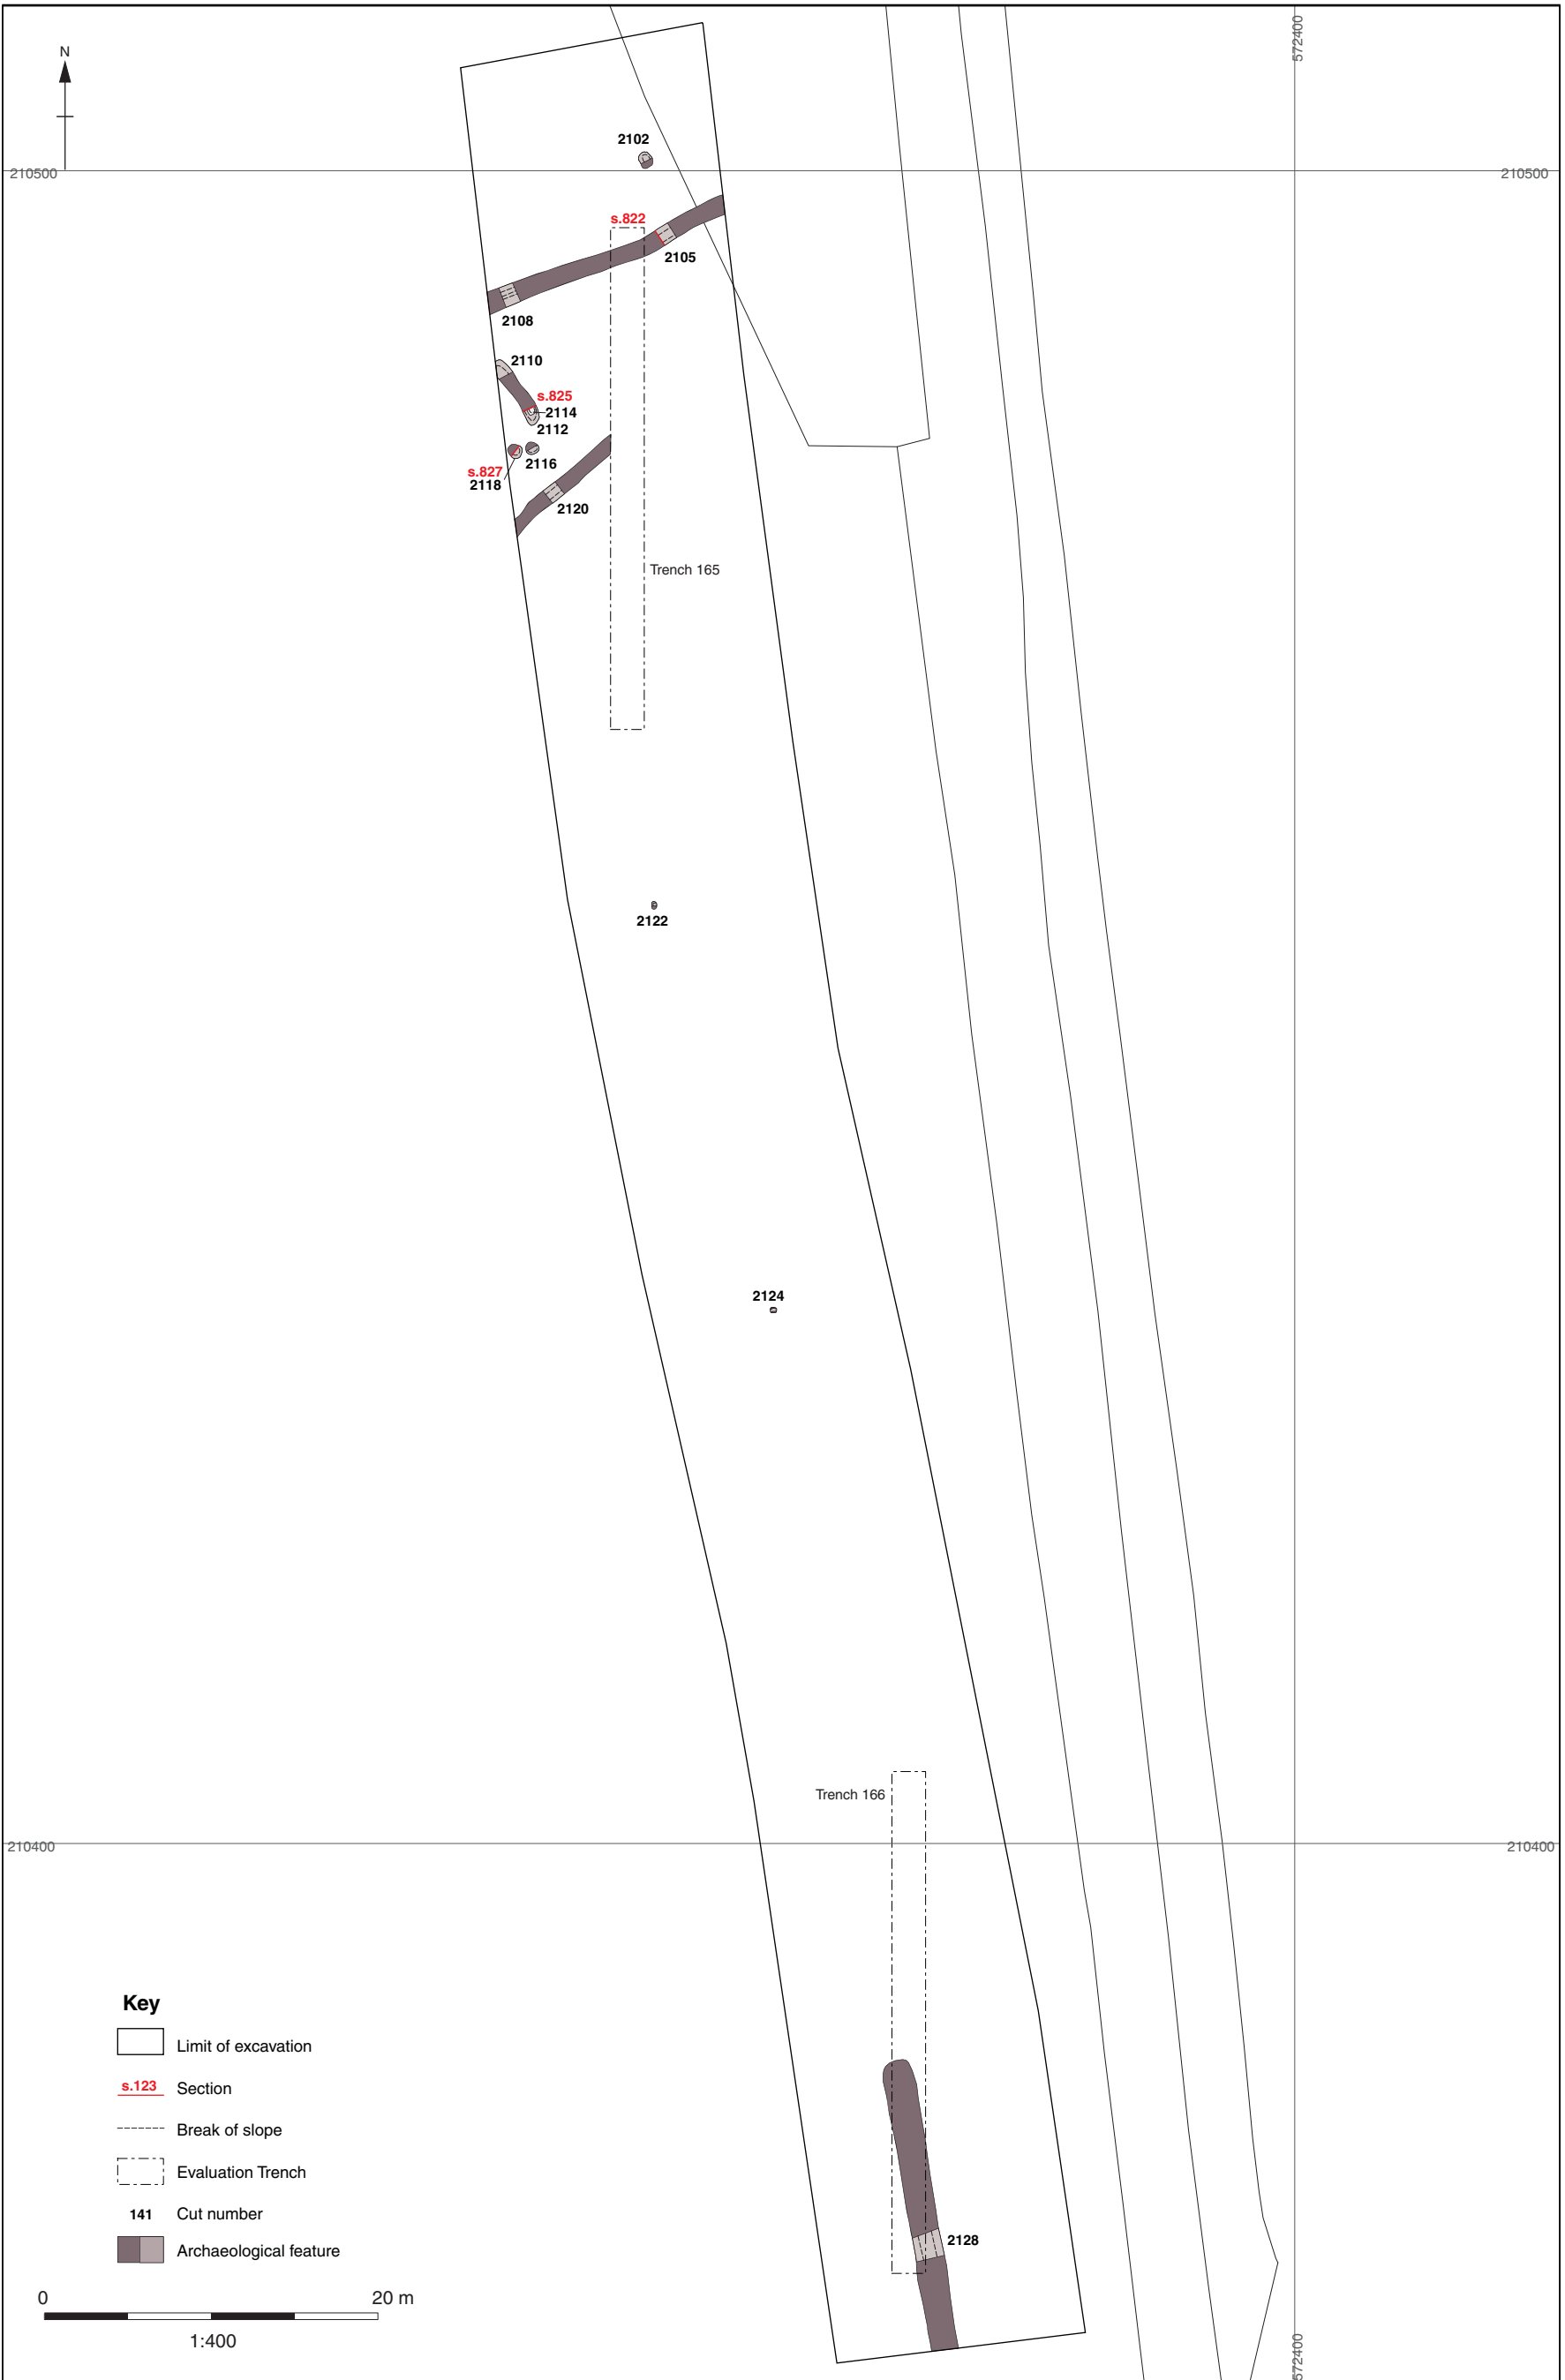 572400
N
2102
210500
210500
s.822
2105
2108
2110
s.825
2114
2112
2116
s.827
2118
2120
Trench 165
2122
2124
Trench 166
210400
210400
Key
Limit of excavation
s.123 Section
Break of slope
Evaluation Trench
141 Cut number
Archaeological feature
2128
0 20 m
1:400
572400